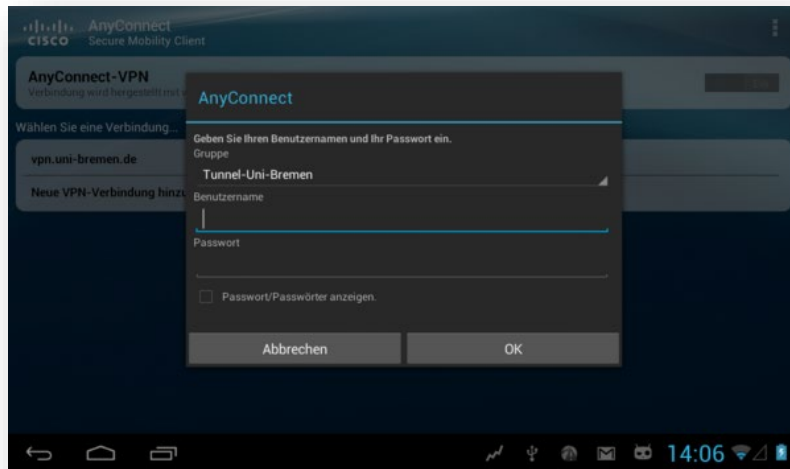 AnyConnect
CISCO Secure Mobility Client
AnyConnect-VPN
Verbindung wird hergestellt mit
Wählen Sie eine Verbindung...
vpn.uni-bremen.de
Neue VPN-Verbindung hinzu
AnyConnect
Geben Sie Ihren Benutzernamen und Ihr Passwort ein.
Gruppe
Tunnel-Uni-Bremen
Benutzername
Passwort
Passwort/Passwörter anzeigen.
Abbrechen OK
14:06